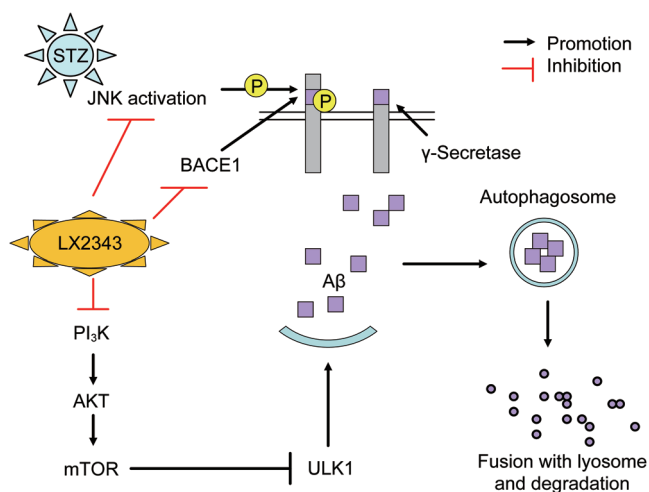 STZ
JNK activation
P
P
Promotion
Inhibition
BACE1
γ-Secretase
LX2343
Autophagosome
Aβ
PI₃K
AKT
mTOR
ULK1
Fusion with lyosome
and degradation